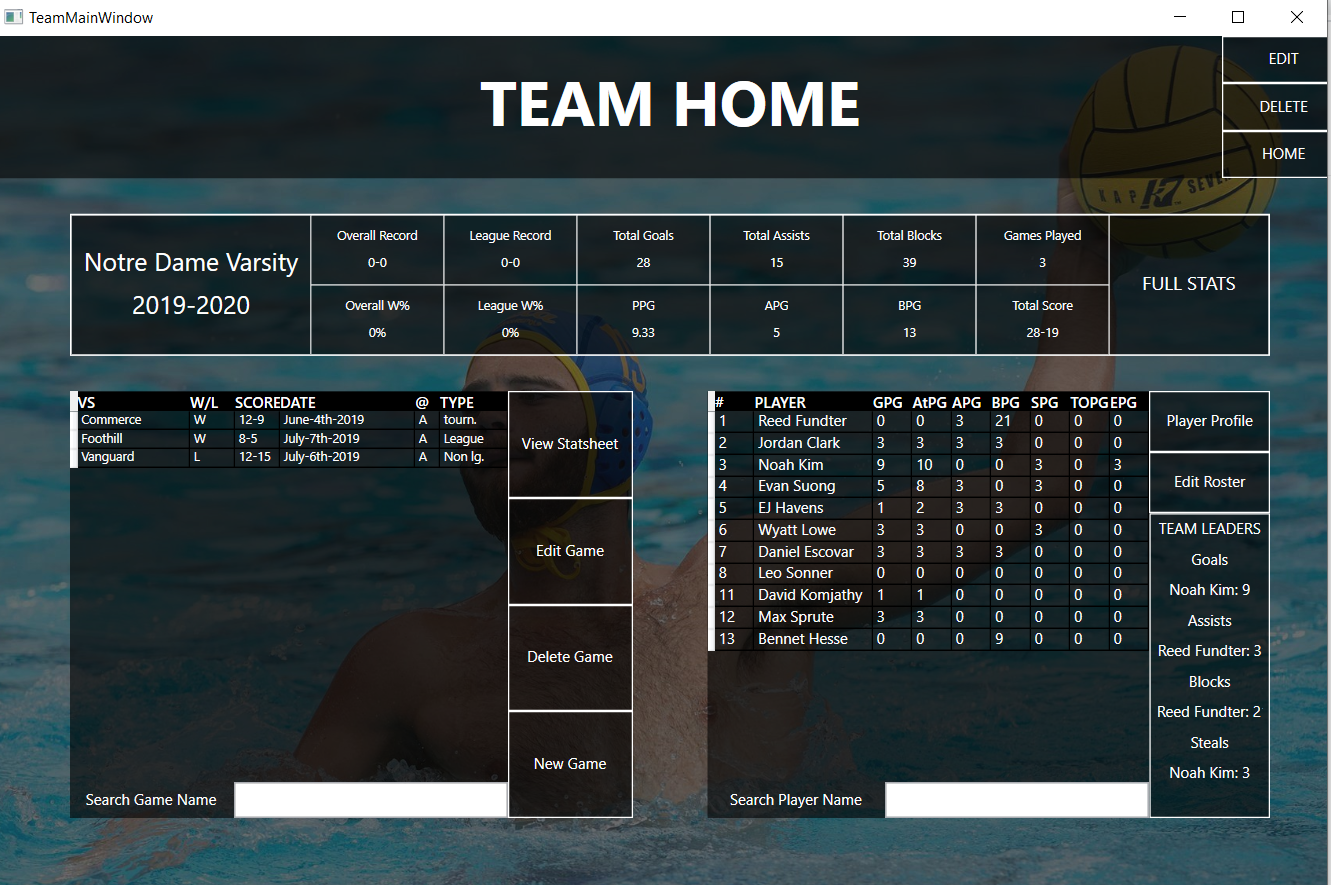 TeamMainWindow
EDIT
DELETE
HOME
TEAM HOME
KAP K7 SEVEN
Notre Dame Varsity
2019-2020
Overall Record League Record Total Goals Total Assists Total Blocks Games Played
0-0 0-0 28 15 39 3
Overall W% League W% PPG APG BPG Total Score
0% 0% 9.33 5 13 28-19
FULL STATS
VS W/L SCORE DATE @ TYPE
Commerce W 12-9 June-4th-2019 A tourn.
Foothill W 8-5 July-7th-2019 A League
Vanguard L 12-15 July-6th-2019 A Non lg.
View Statsheet
Edit Game
Delete Game
New Game
Search Game Name
# PLAYER GPG AtPG APG BPG SPG TOPG EPG
1 Reed Fundter 0 0 3 21 0 0 0
2 Jordan Clark 3 3 3 3 0 0 0
3 Noah Kim 9 10 0 0 3 0 3
4 Evan Suong 5 8 3 0 3 0 0
5 EJ Havens 1 2 3 3 0 0 0
6 Wyatt Lowe 3 3 0 0 3 0 0
7 Daniel Escovar 3 3 3 3 0 0 0
8 Leo Sonner 0 0 0 0 0 0 0
11 David Komjathy 1 1 0 0 0 0 0
12 Max Sprute 3 3 0 0 0 0 0
13 Bennet Hesse 0 0 0 9 0 0 0
Search Player Name
Player Profile
Edit Roster
TEAM LEADERS
Goals
Noah Kim: 9
Assists
Reed Fundter: 3
Blocks
Reed Fundter: 2
Steals
Noah Kim: 3